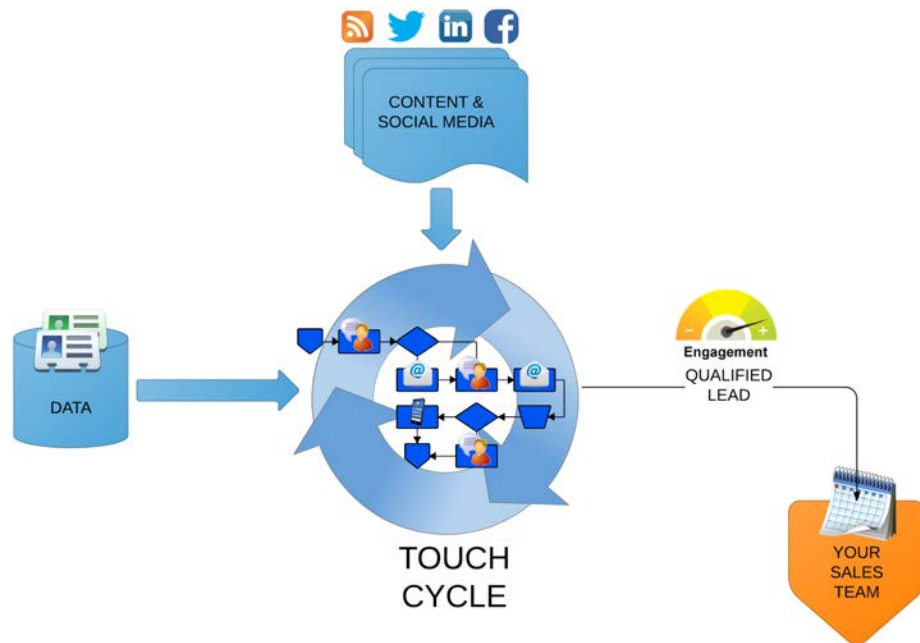 CONTENT &
SOCIAL MEDIA
DATA
@
@
Engagement
QUALIFIED
LEAD
TOUCH
CYCLE
YOUR
SALES
TEAM